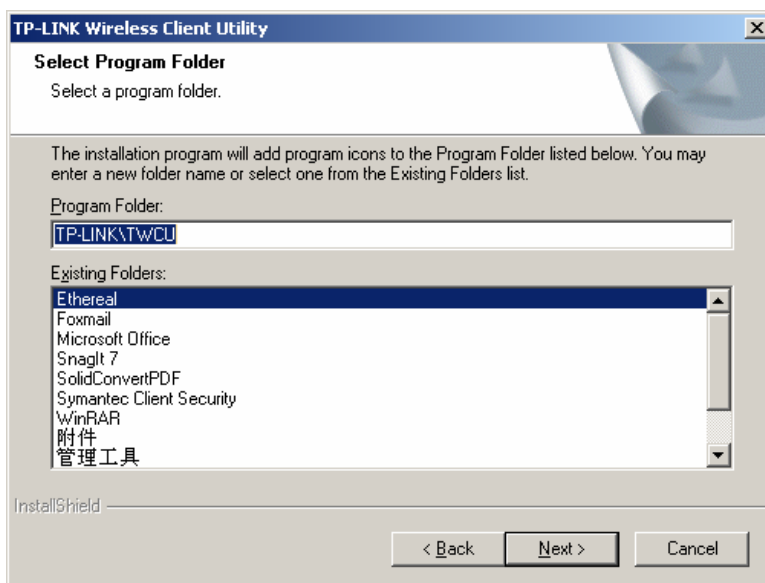 TP-LINK Wireless Client Utility
Select Program Folder
Select a program folder.
The installation program will add program icons to the Program Folder listed below. You may
enter a new folder name or select one from the Existing Folders list.
Program Folder:
TP-LINK\TWCU
Existing Folders:
Ethereal
Foxmail
Microsoft Office
SnagIt 7
SolidConvertPDF
Symantec Client Security
WinRAR
附件
管理工具
InstallShield
< Back Next > Cancel